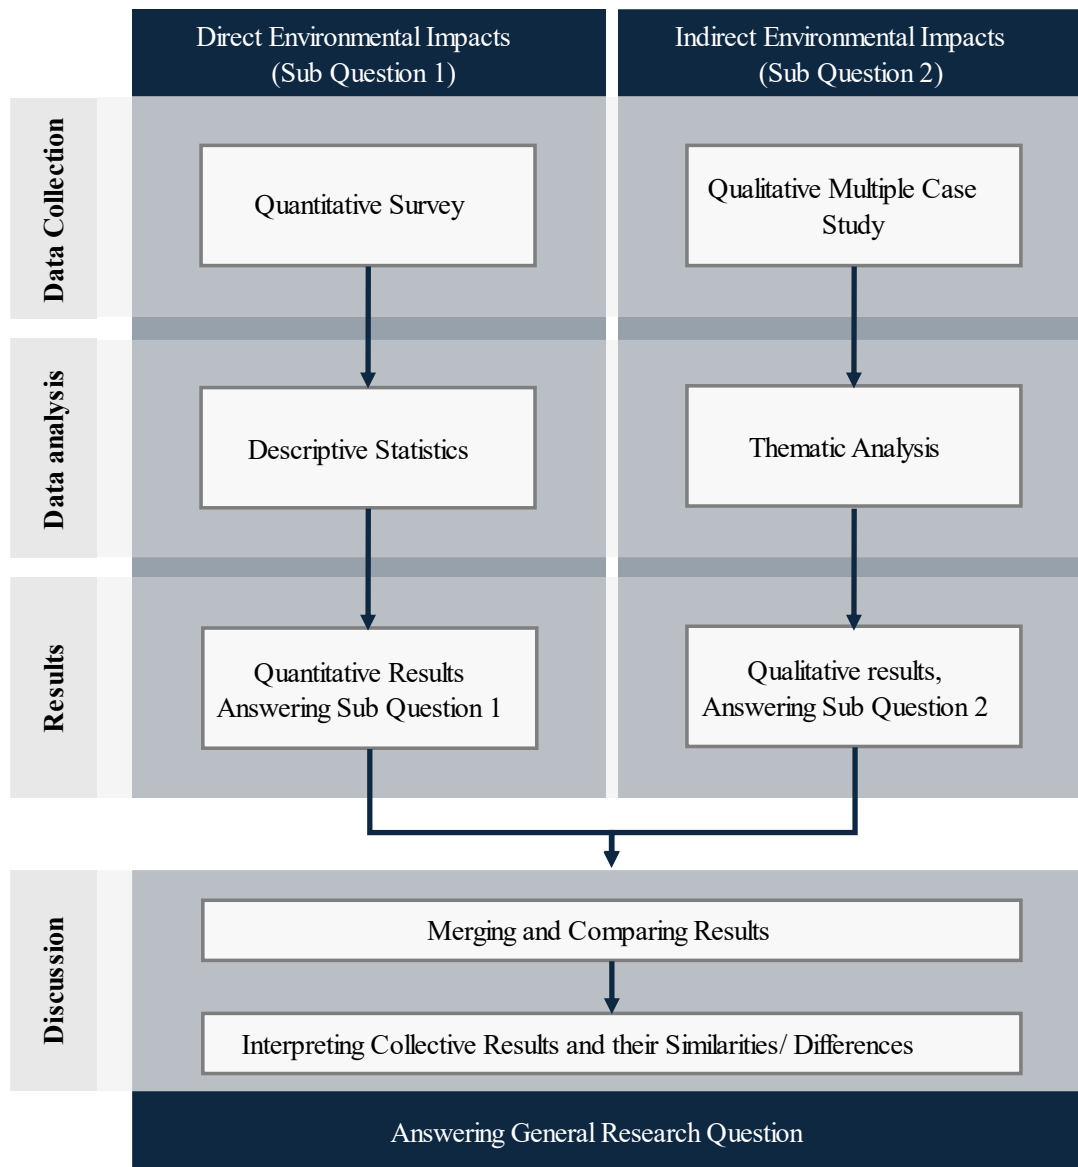 Direct Environmental Impacts
(Sub Question 1)
Indirect Environmental Impacts
(Sub Question 2)
Data Collection
Quantitative Survey
Qualitative Multiple Case
Study
Data analysis
Descriptive Statistics
Thematic Analysis
Results
Quantitative Results
Answering Sub Question 1
Qualitative results,
Answering Sub Question 2
Discussion
Merging and Comparing Results
Interpreting Collective Results and their Similarities/ Differences
Answering General Research Question